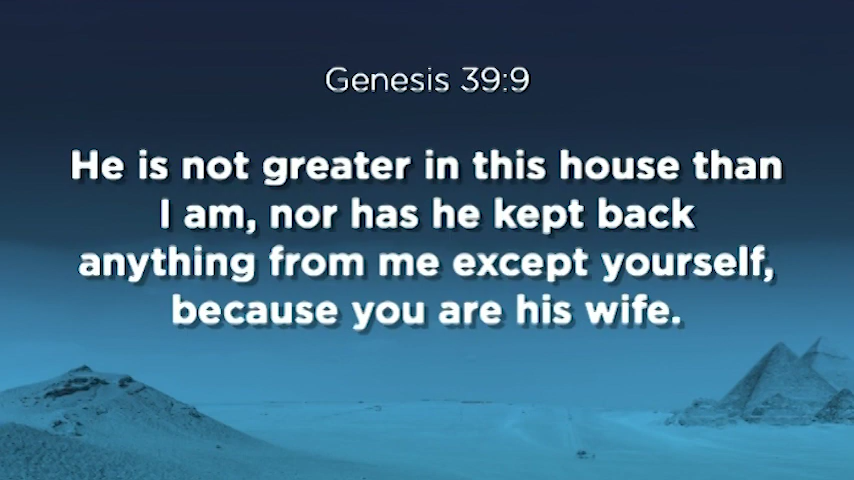 Genesis 39:9
He is not greater in this house than
I am, nor has he kept back
anything from me except yourself,
because you are his wife.